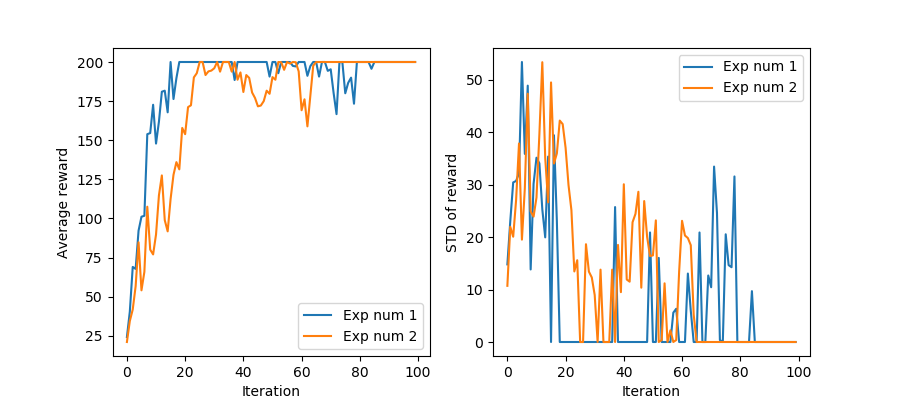 200
175
150
125
100
75
50
25
Average reward
0 20 40 60 80 100
Iteration
Exp num 1
Exp num 2
50
40
30
20
10
0
STD of reward
0 20 40 60 80 100
Iteration
Exp num 1
Exp num 2